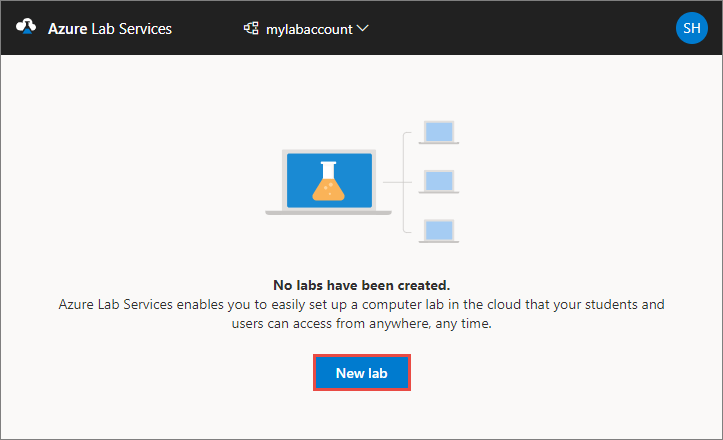 Azure Lab Services
mylabaccount
SH
No labs have been created.
Azure Lab Services enables you to easily set up a computer lab in the cloud that your students and
users can access from anywhere, any time.
New lab